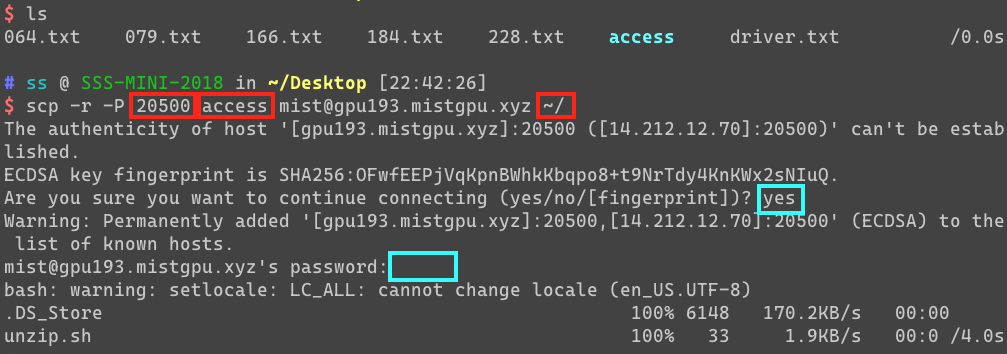 $ ls
064.txt 079.txt 166.txt 184.txt 228.txt access driver.txt /0.0s
# ss @ SSS-MINI-2018 in ~/Desktop [22:42:26]
$ scp -r -P 20500 access mist@gpu193.mistgpu.xyz ~/
The authenticity of host '[gpu193.mistgpu.xyz]:20500 ([14.212.12.70]:20500)' can't be estab
lished.
ECDSA key fingerprint is SHA256:OFwfEEPjVqKpnBWhkKbqpo8+t9NrTdy4KnKWx2sNIuQ.
Are you sure you want to continue connecting (yes/no/[fingerprint])? yes
Warning: Permanently added '[gpu193.mistgpu.xyz]:20500,[14.212.12.70]:20500' (ECDSA) to the
 list of known hosts.
mist@gpu193.mistgpu.xyz's password:
bash: warning: setlocale: LC_ALL: cannot change locale (en_US.UTF-8)
.DS_Store 100% 6148 170.2KB/s 00:00
unzip.sh 100% 33 1.9KB/s 00:0 /4.0s